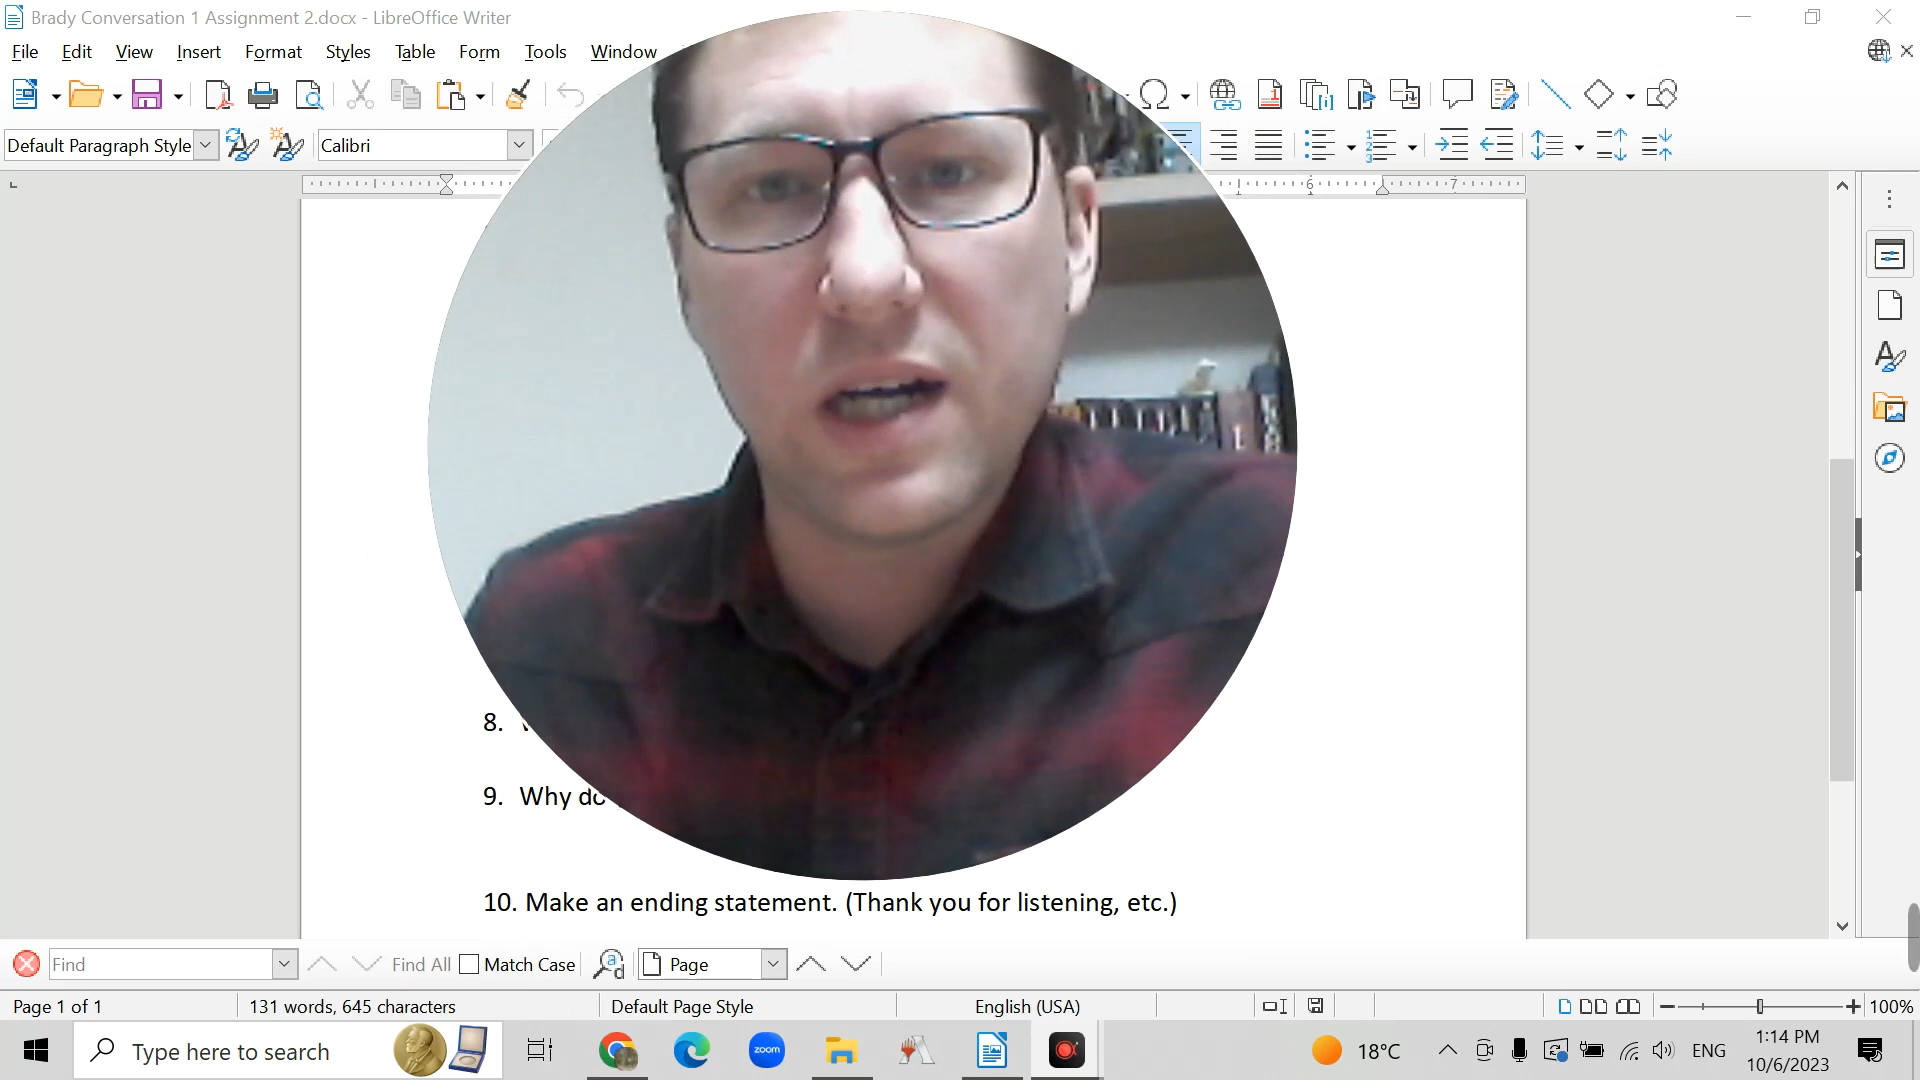 Brady Conversation 1 Assignment 2.docx - LibreOffice Writer
File Edit View Insert Format Styles Table Form Tools Window
Default Paragraph Style
Calibri
6 7
8.
9. Why do
10. Make an ending statement. (Thank you for listening, etc.)
Find
Find All
Match Case
Page
Page 1 of 1
131 words, 645 characters
Default Page Style
English (USA)
100%
Type here to search
zoom
18°C
ENG
1:14 PM
10/6/2023